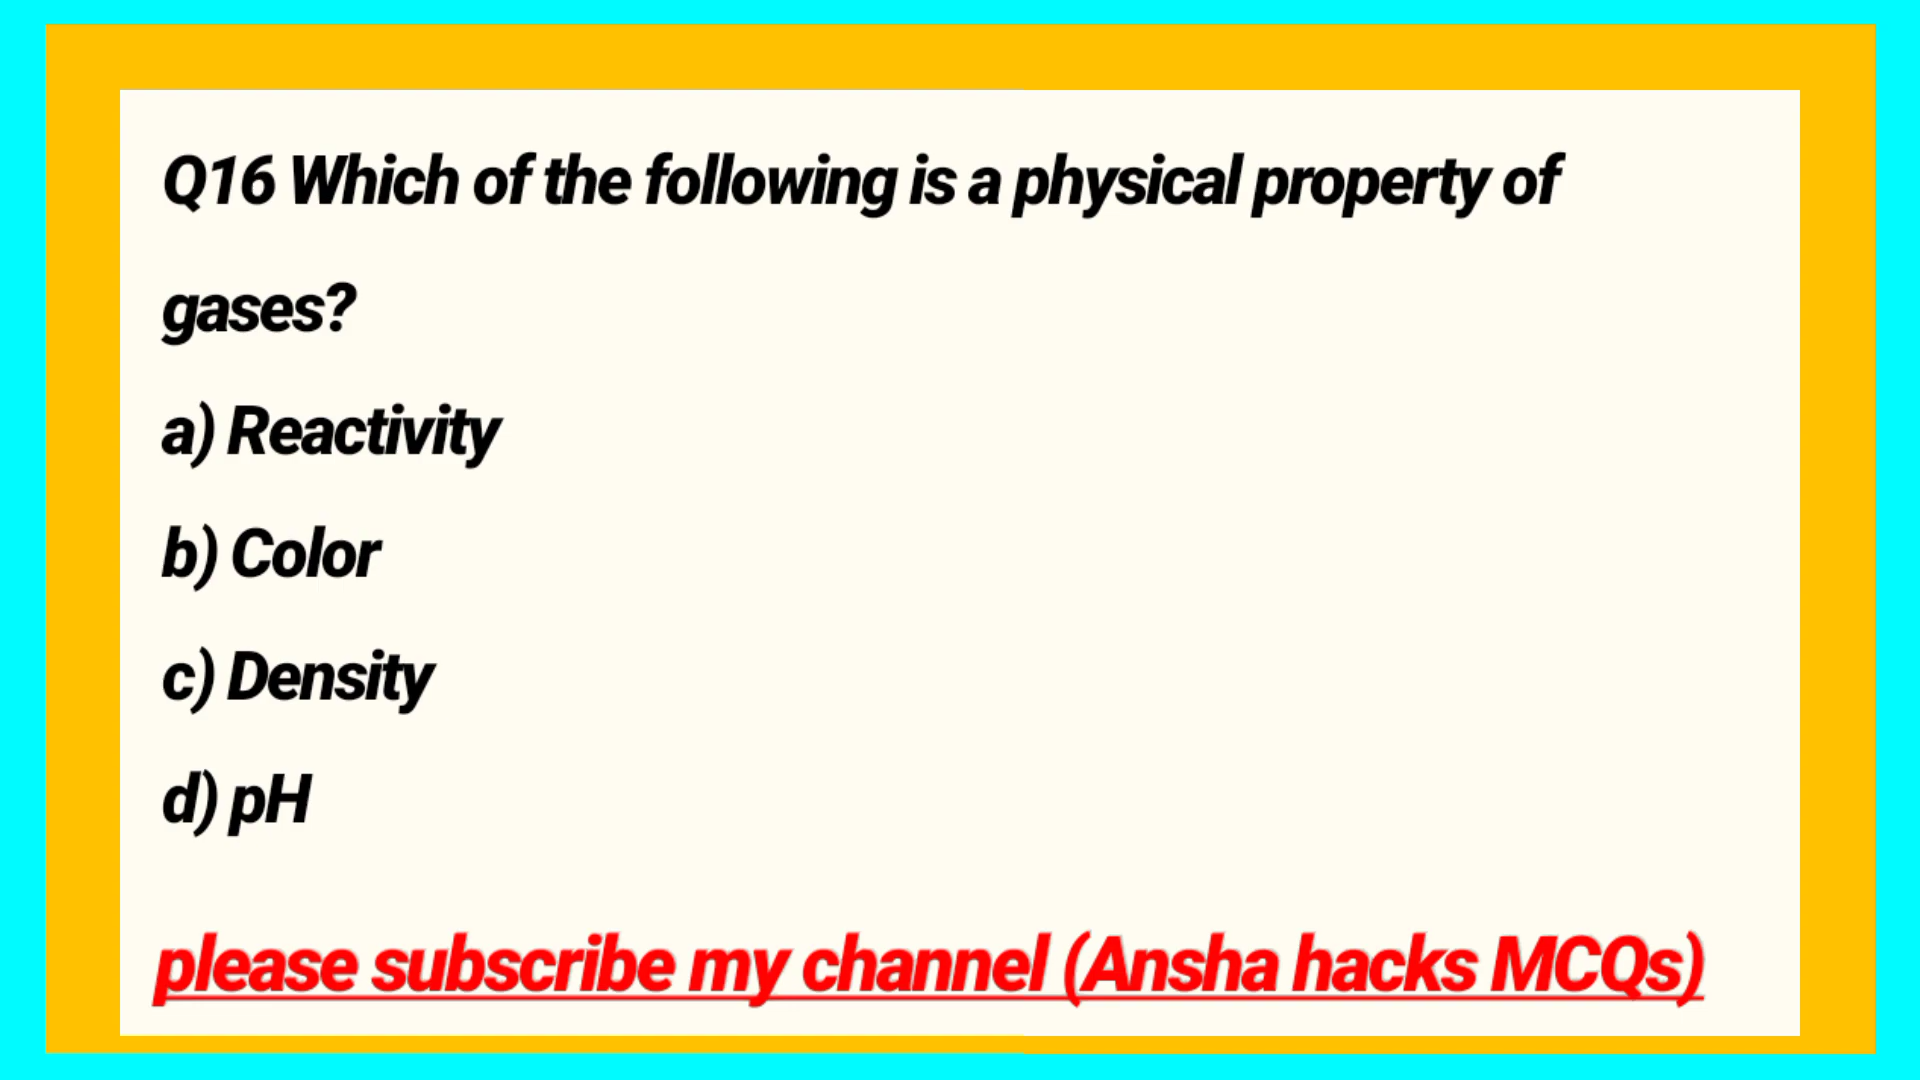 Q16 Which of the following is a physical property of
gases?
a) Reactivity
b) Color
c) Density
d) pH
please subscribe my channel (Ansha hacks MCQs)